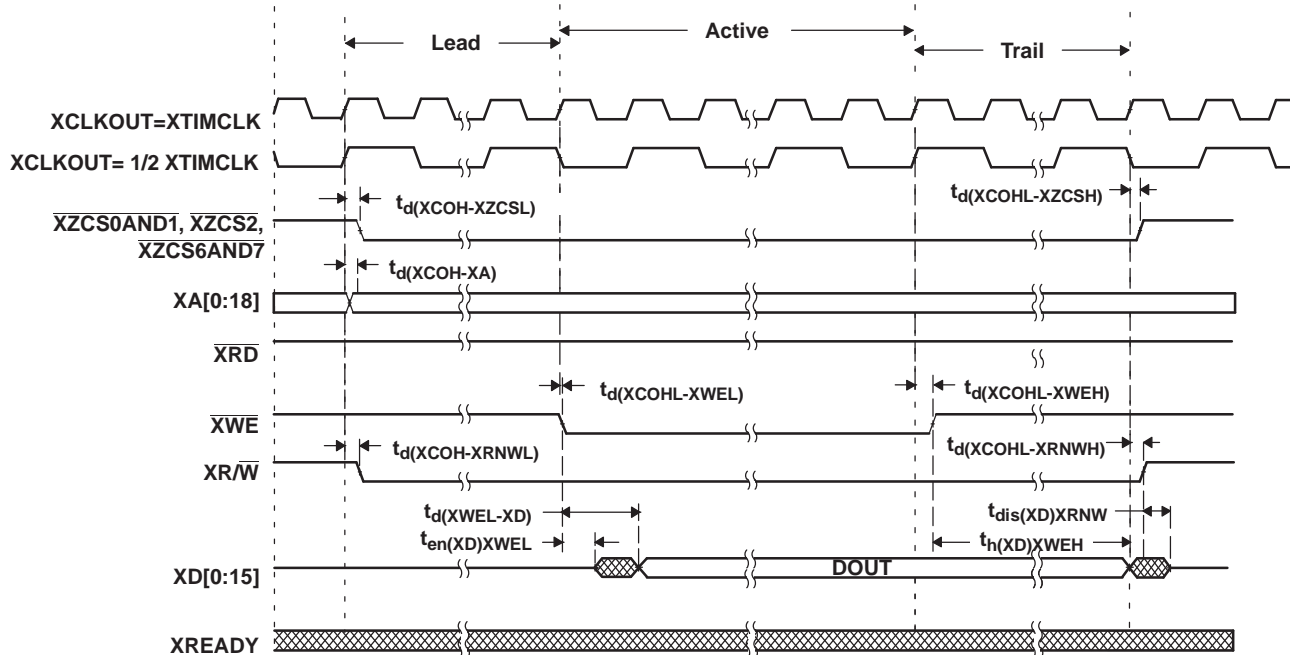 Lead
Active
Trail
XCLKOUT=XTIMCLK
XCLKOUT= 1/2 XTIMCLK
td(XCOH-XZCSL)
td(XCOHL-XZCSH)
XZCS0AND1, XZCS2,
XZCS6AND7
td(XCOH-XA)
XA[0:18]
XRD
td(XCOHL-XWEL)
td(XCOHL-XWEH)
XWE
td(XCOH-XRNWL)
td(XCOHL-XRNWH)
XR/W
td(XWEL-XD)
tdis(XD)XRNW
ten(XD)XWEL
th(XD)XWEH
XD[0:15]
DOUT
XREADY